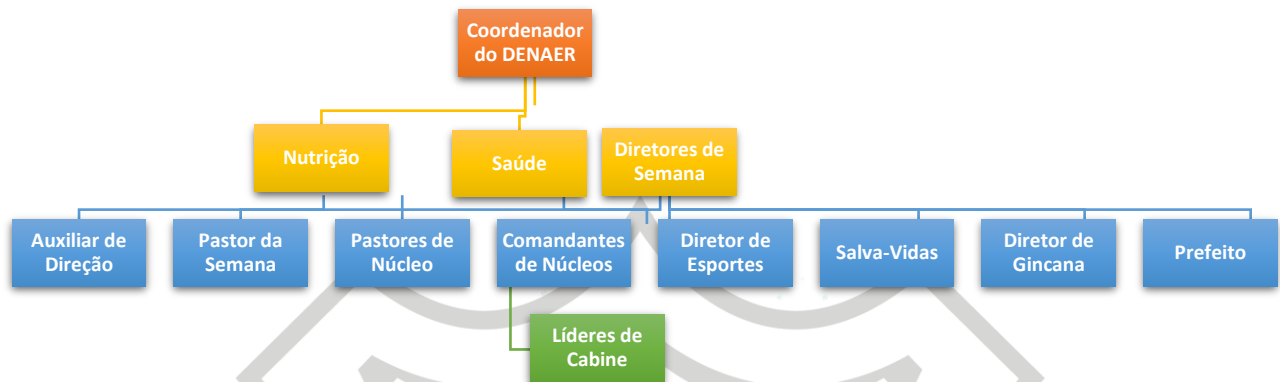 Coordenador
do DENAER
Nutrição
Saúde
Diretores de
Semana
Auxiliar de
Direção
Pastor da
Semana
Pastores de
Núcleo
Comandantes
de Núcleos
Diretor de
Esportes
Salva-Vidas
Diretor de
Gincana
Prefeito
Líderes de
Cabine